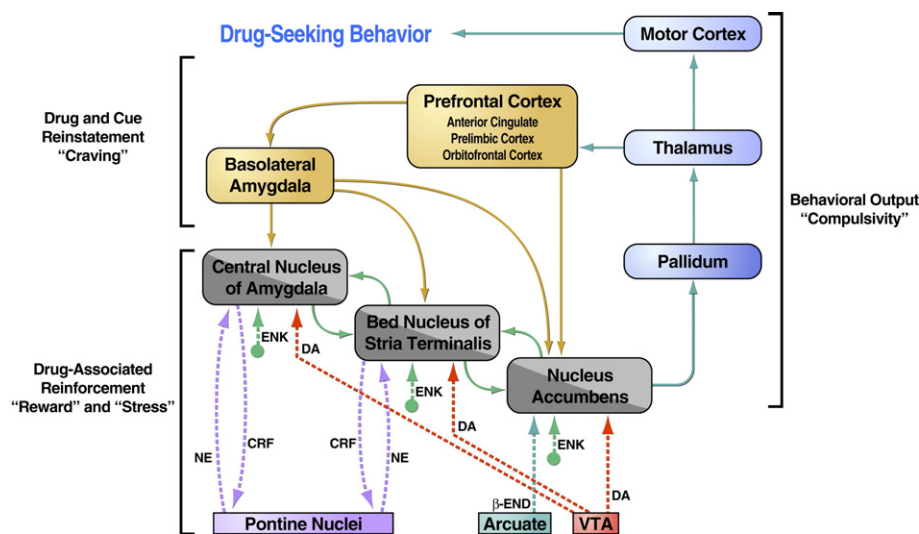 Drug-Seeking Behavior
Motor Cortex
Drug and Cue
Reinstatement
“Craving”
Prefrontal Cortex
Anterior Cingulate
Prelimbic Cortex
Orbitofrontal Cortex
Thalamus
Basolateral
Amygdala
Behavioral Output
“Compulsivity”
Central Nucleus
of Amygdala
Pallidum
Bed Nucleus of
Stria Terminalis
ENK
DA
Nucleus
Accumbens
Drug-Associated
Reinforcement
“Reward” and “Stress”
ENK
DA
NE
CRF
CRF
NE
ENK
DA
β-END
Pontine Nuclei
Arcuate
VTA